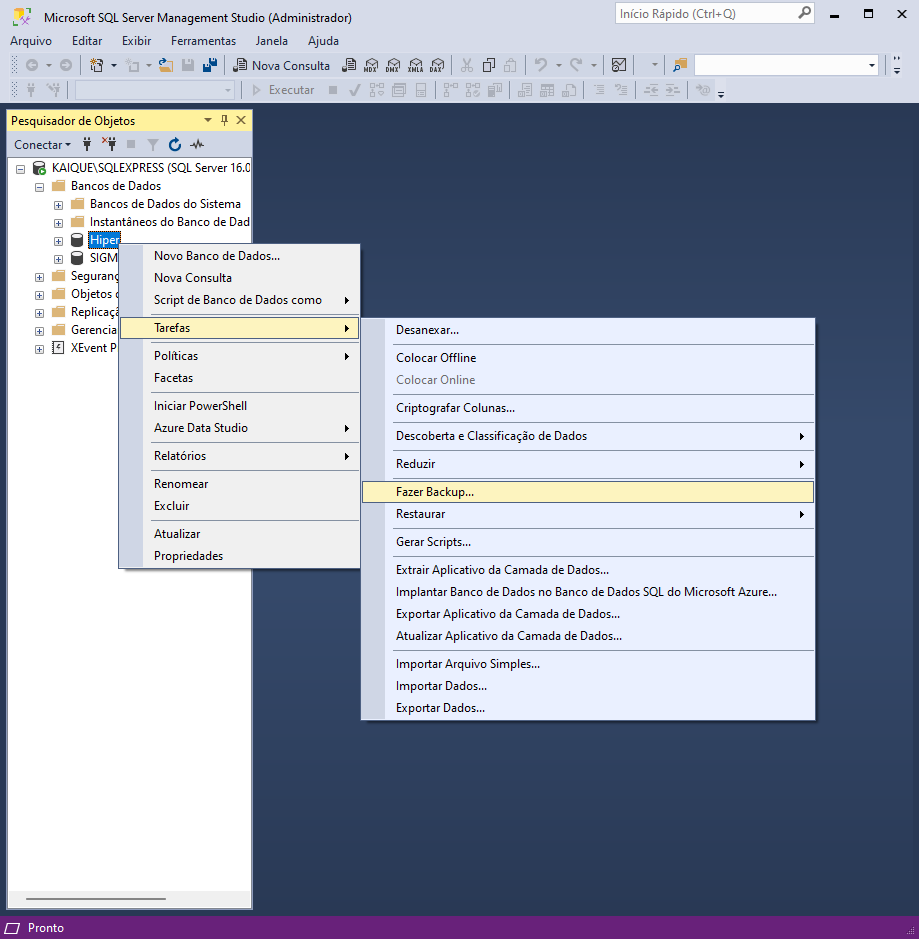 Microsoft SQL Server Management Studio (Administrador)
Início Rápido (Ctrl+Q)
Arquivo Editar Exibir Ferramentas Janela Ajuda
Nova Consulta MDX DMX XMLA DAX
Executar
Pesquisador de Objetos
Conectar
KAIQUE\SQLEXPRESS (SQL Server 16.0
Bancos de Dados
Bancos de Dados do Sistema
Instantâneos do Banco de Dad
Hiper
SIGM
Seguranç
Objetos
Replicaçã
Gerencia
XEvent P
Novo Banco de Dados...
Nova Consulta
Script de Banco de Dados como
Tarefas
Políticas
Facetas
Iniciar PowerShell
Azure Data Studio
Relatórios
Renomear
Excluir
Atualizar
Propriedades
Desanexar...
Colocar Offline
Colocar Online
Criptografar Colunas...
Descoberta e Classificação de Dados
Reduzir
Fazer Backup...
Restaurar
Gerar Scripts...
Extrair Aplicativo da Camada de Dados...
Implantar Banco de Dados no Banco de Dados SQL do Microsoft Azure...
Exportar Aplicativo da Camada de Dados...
Atualizar Aplicativo da Camada de Dados...
Importar Arquivo Simples...
Importar Dados...
Exportar Dados...
Pronto